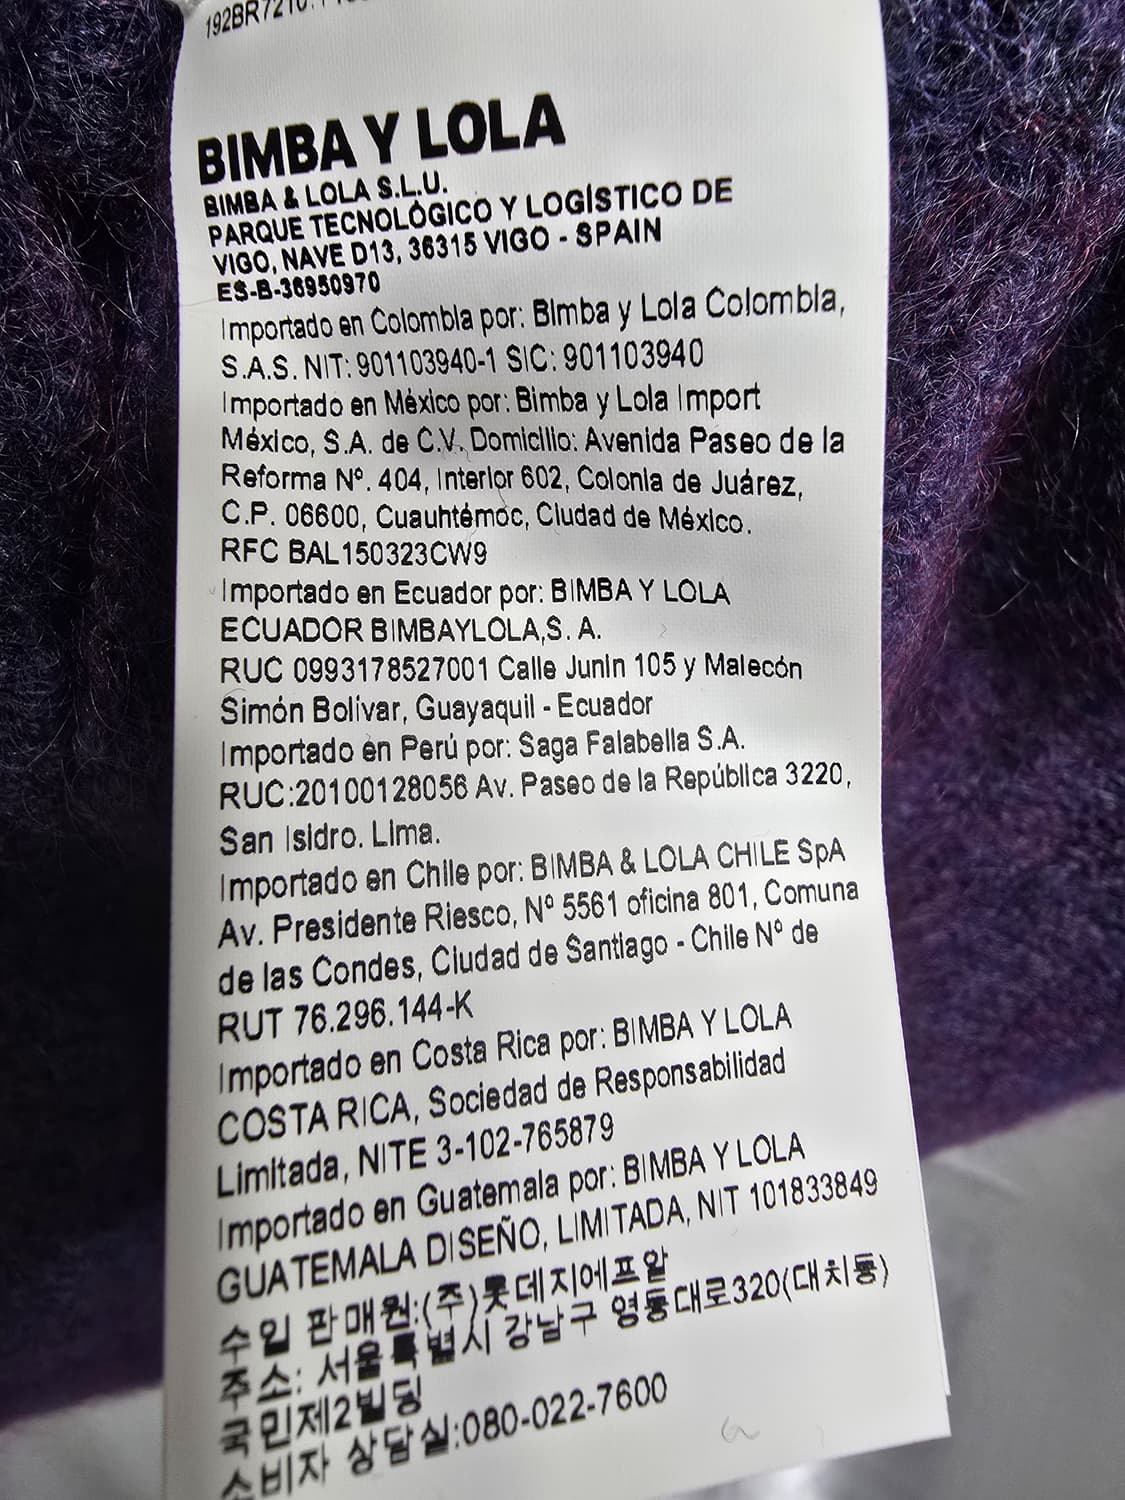 192BR7210.
BIMBA Y LOLA
BIMBA & LOLA S.L.U.
PARQUE TECNOLÓGICO Y LOGÍSTICO DE
VIGO, NAVE D13, 36315 VIGO - SPAIN
ES-B-36950970
Importado en Colombia por: Bimba y Lola Colombia,
S.A.S. NIT: 901103940-1 SIC: 901103940
Importado en México por: Bimba y Lola Import
México, S.A. de C.V. Domicilio: Avenida Paseo de la
Reforma Nº. 404, Interior 602, Colonia de Juárez,
C.P. 06600, Cuauhtémoc, Ciudad de México.
RFC BAL150323CW9
Importado en Ecuador por: BIMBA Y LOLA
ECUADOR BIMBAYLOLA,S. A.
RUC 0993178527001 Calle Junin 105 y Malecón
Simón Bolívar, Guayaquil - Ecuador
Importado en Perú por: Saga Falabella S.A.
RUC:20100128056 Av. Paseo de la República 3220,
San Isidro. Lima.
Importado en Chile por: BIMBA & LOLA CHILE SpA
Av. Presidente Riesco, Nº 5561 oficina 801, Comuna
de las Condes, Ciudad de Santiago - Chile Nº de
RUT 76.296.144-K
Importado en Costa Rica por: BIMBA Y LOLA
COSTA RICA, Sociedad de Responsabilidad
Limitada, NITE 3-102-765879
Importado en Guatemala por: BIMBA Y LOLA
GUATEMALA DISEÑO, LIMITADA, NIT 101833849
수입 판매원:(주)롯데지에프알
주소: 서울특별시 강남구 영동대로320(대치동)
국민제2빌딩
소비자 상담실:080-022-7600